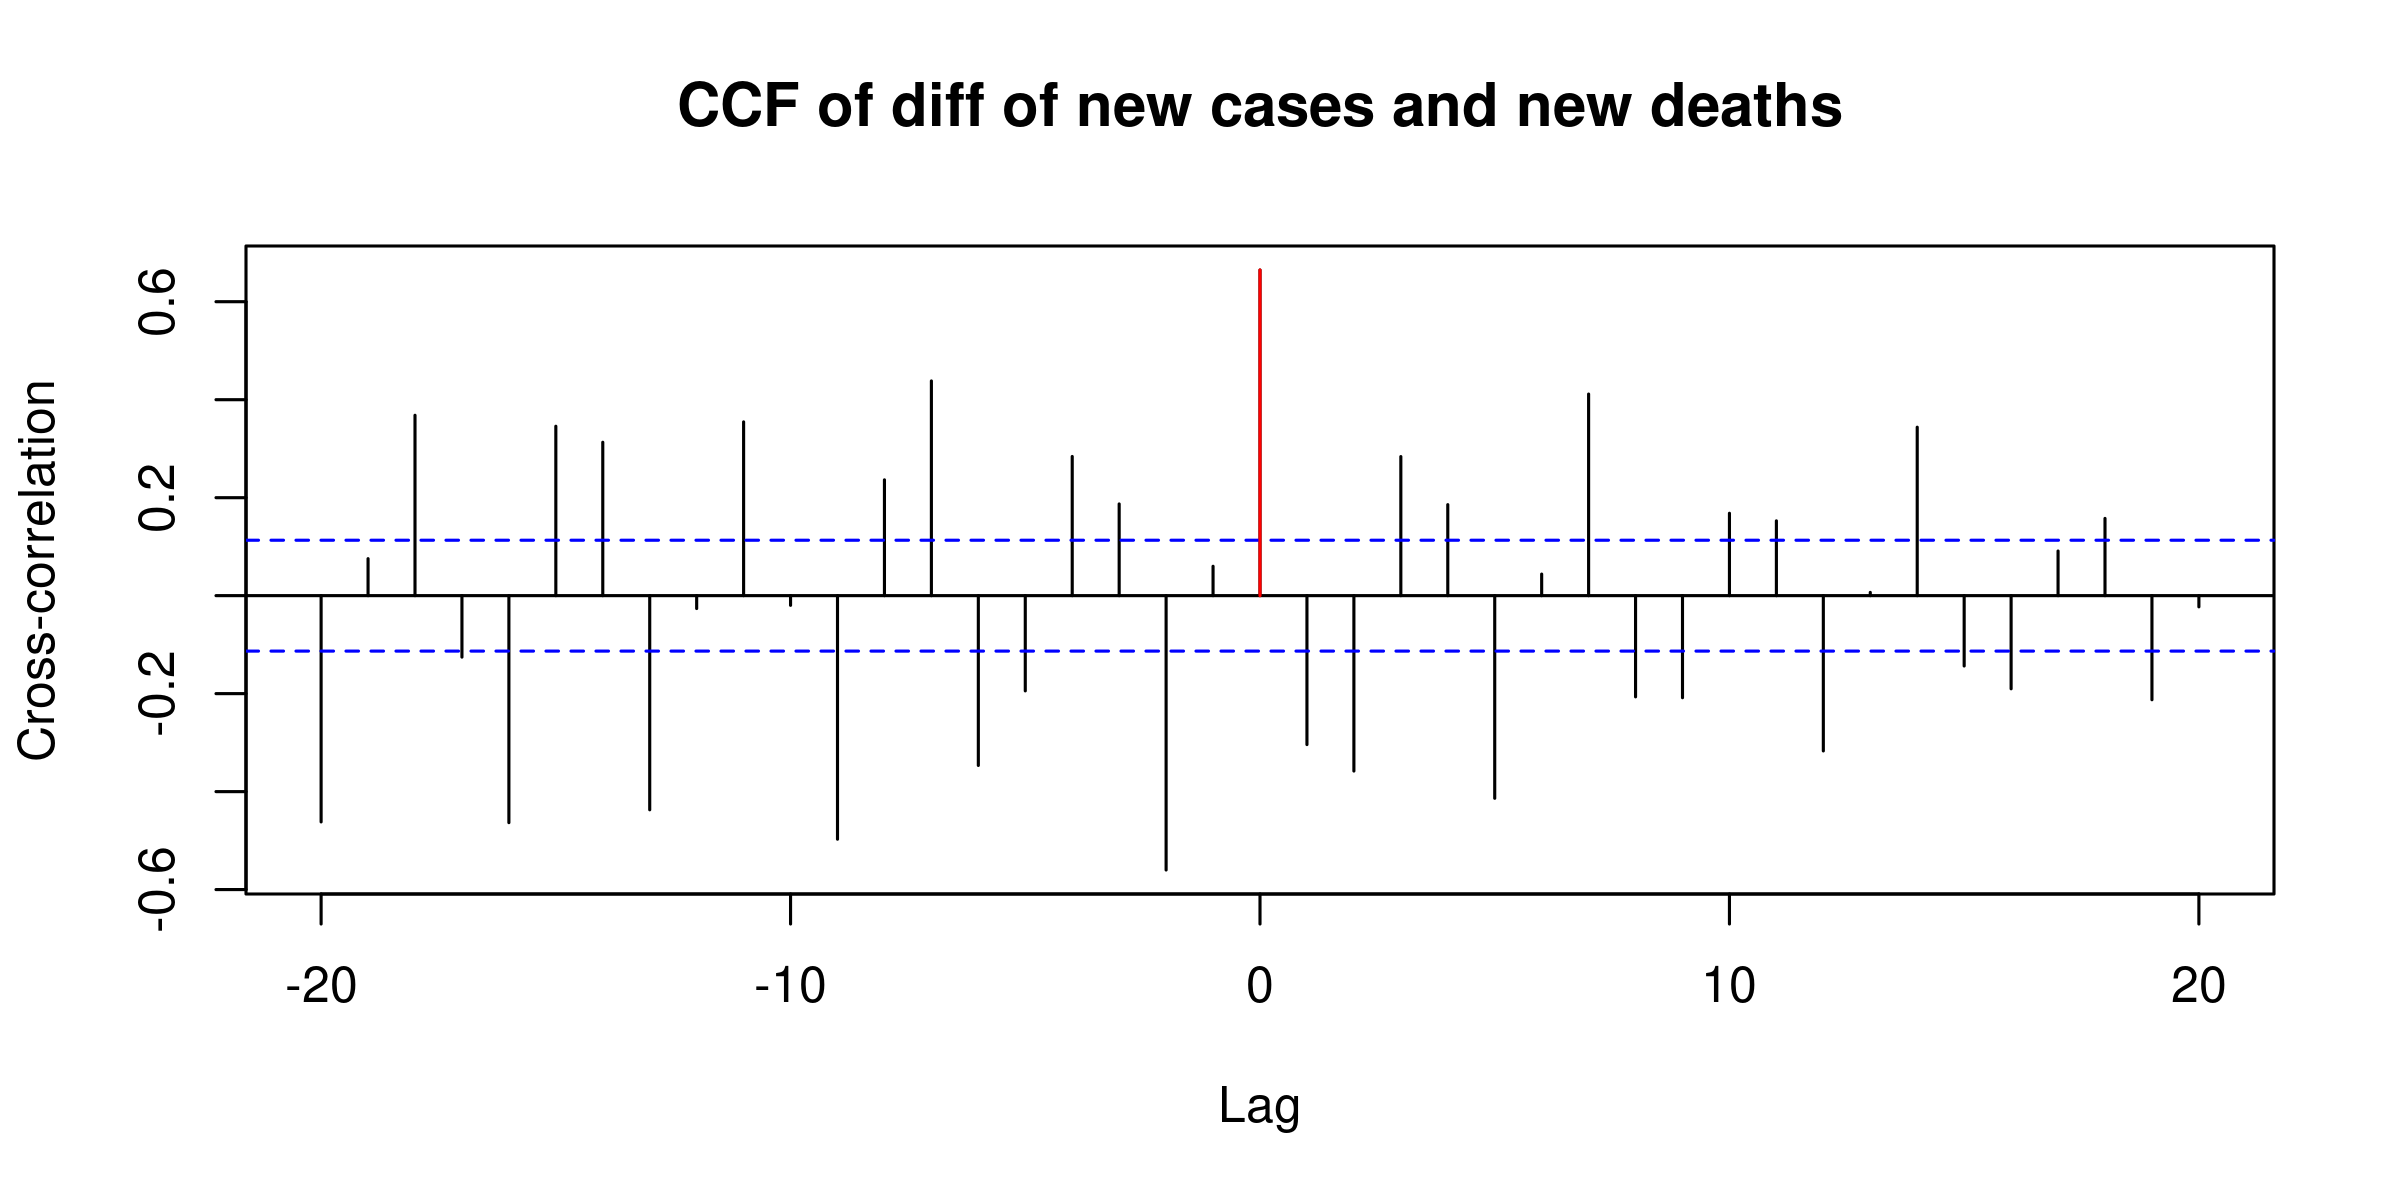 CCF of diff of new cases and new deaths
Cross-correlation
0.6
0.2
-0.2
-0.6
-20 -10 0 10 20
Lag